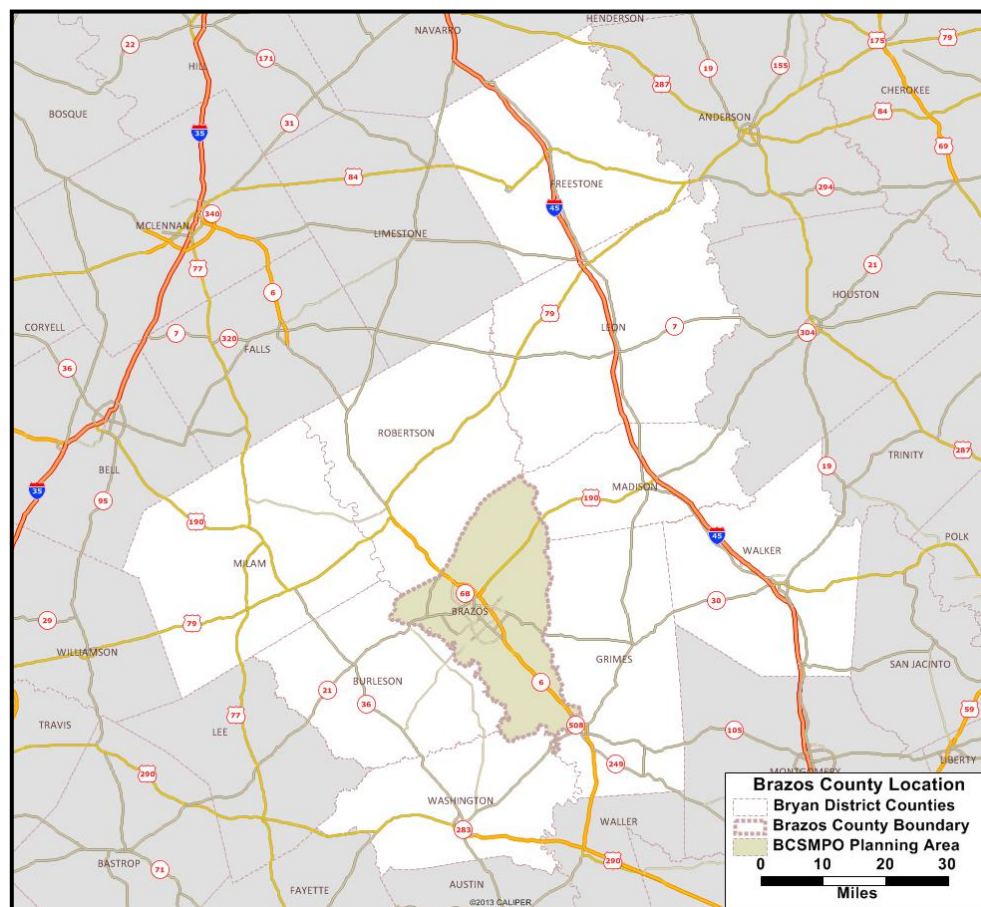 NAVARRO
HENDERSON
22
HILL
171
175
79
19
155
287
CHEROKEE
BOSQUE
ANDERSON
84
31
35
69
84
FREESTONE
294
MCLENNAN
340
45
LIMESTONE
77
21
6
HOUSTON
79
CORYELL
7
320
FALLS
LEON
7
304
36
ROBERTSON
287
BELL
19
TRINITY
35
95
MADISON
190
190
45
WALKER
POLK
MILAM
68
30
BRAZOS
29
79
WILLIAMSON
GRIMES
SAN JACINTO
BURLESON
6
21
36
77
59
TRAVIS
LEE
508
105
290
249
MONTGOMERY
LIBERTY
WASHINGTON
283
WALLER
290
BASTROP
71
FAYETTE
AUSTIN
©2013 CALIPER
Brazos County Location
Bryan District Counties
Brazos County Boundary
BCSMPO Planning Area
0 10 20 30
Miles